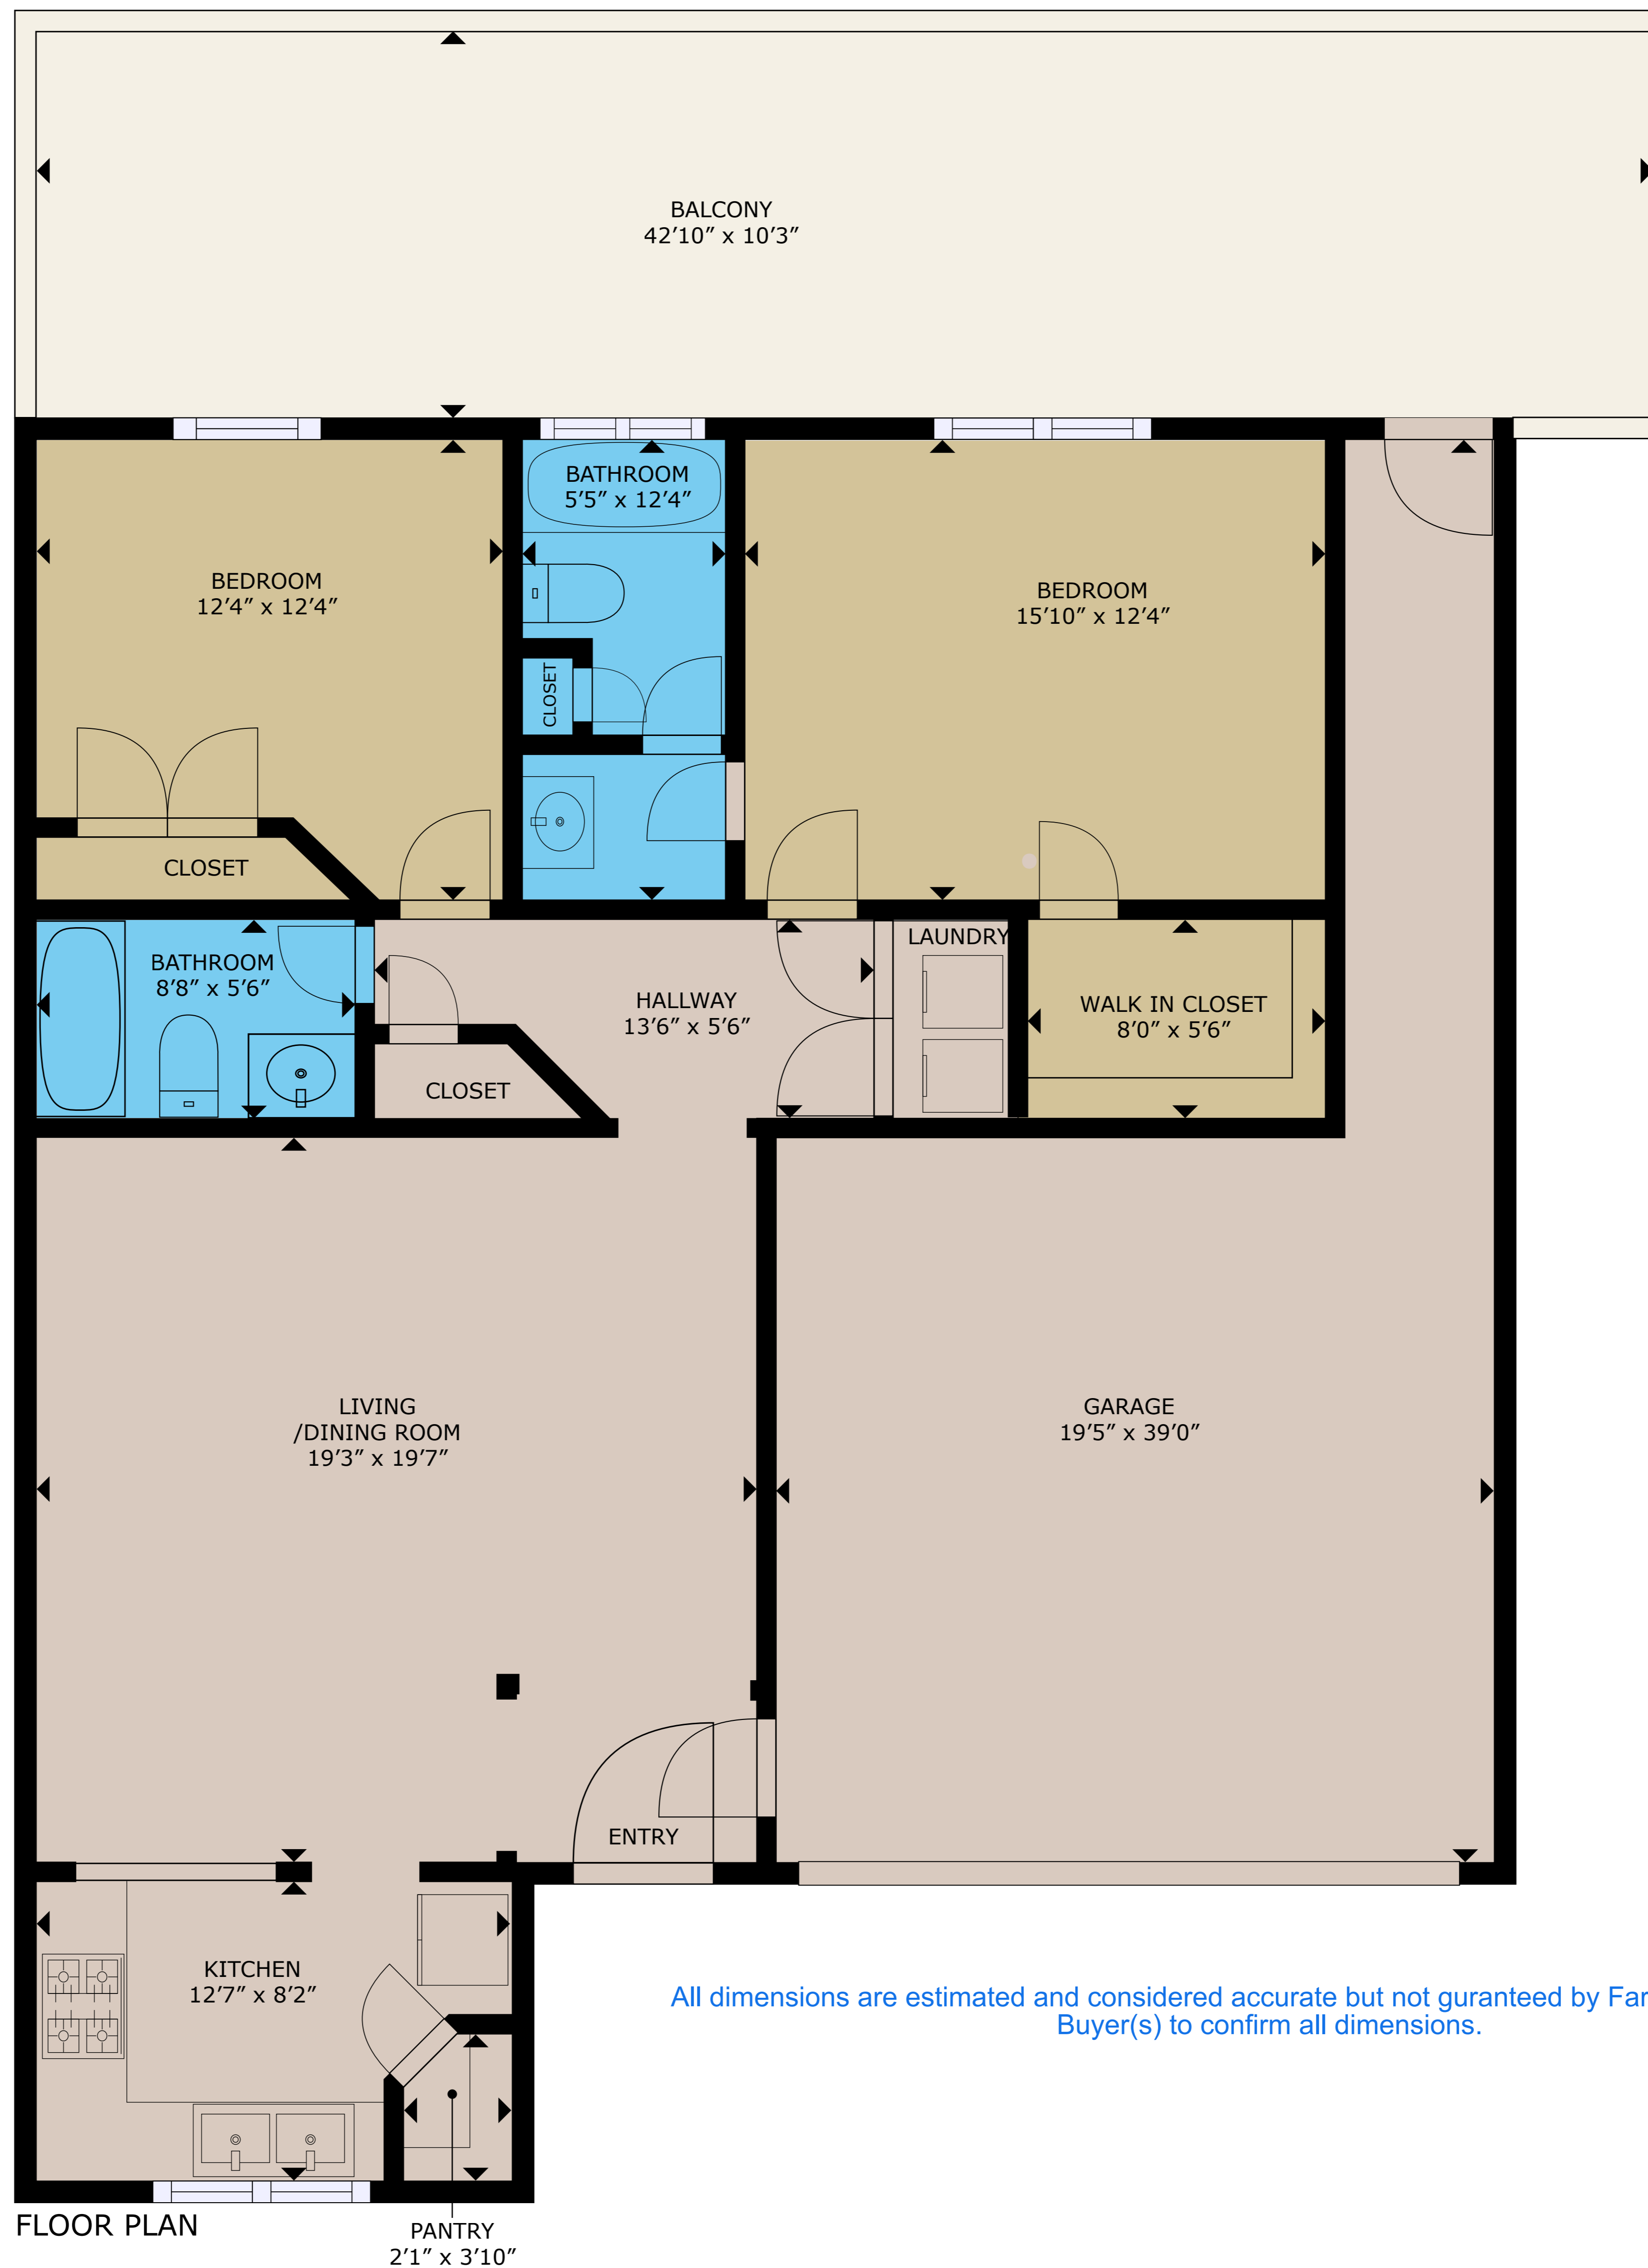 BALCONY
42’10” x 10’3”
BATHROOM
5’5” x 12’4”
BEDROOM
12’4” x 12’4”
BEDROOM
15’10” x 12’4”
CLOSET
CLOSET
LAUNDRY
BATHROOM
8’8” x 5’6”
HALLWAY
13’6” x 5’6”
WALK IN CLOSET
8’0” x 5’6”
CLOSET
LIVING
/DINING ROOM
19’3” x 19’7”
GARAGE
19’5” x 39’0”
ENTRY
KITCHEN
12’7” x 8’2”
All dimensions are estimated and considered accurate but not guranteed by
Buyer(s) to confirm all dimensions.
FLOOR PLAN
PANTRY
2’1” x 3’10”